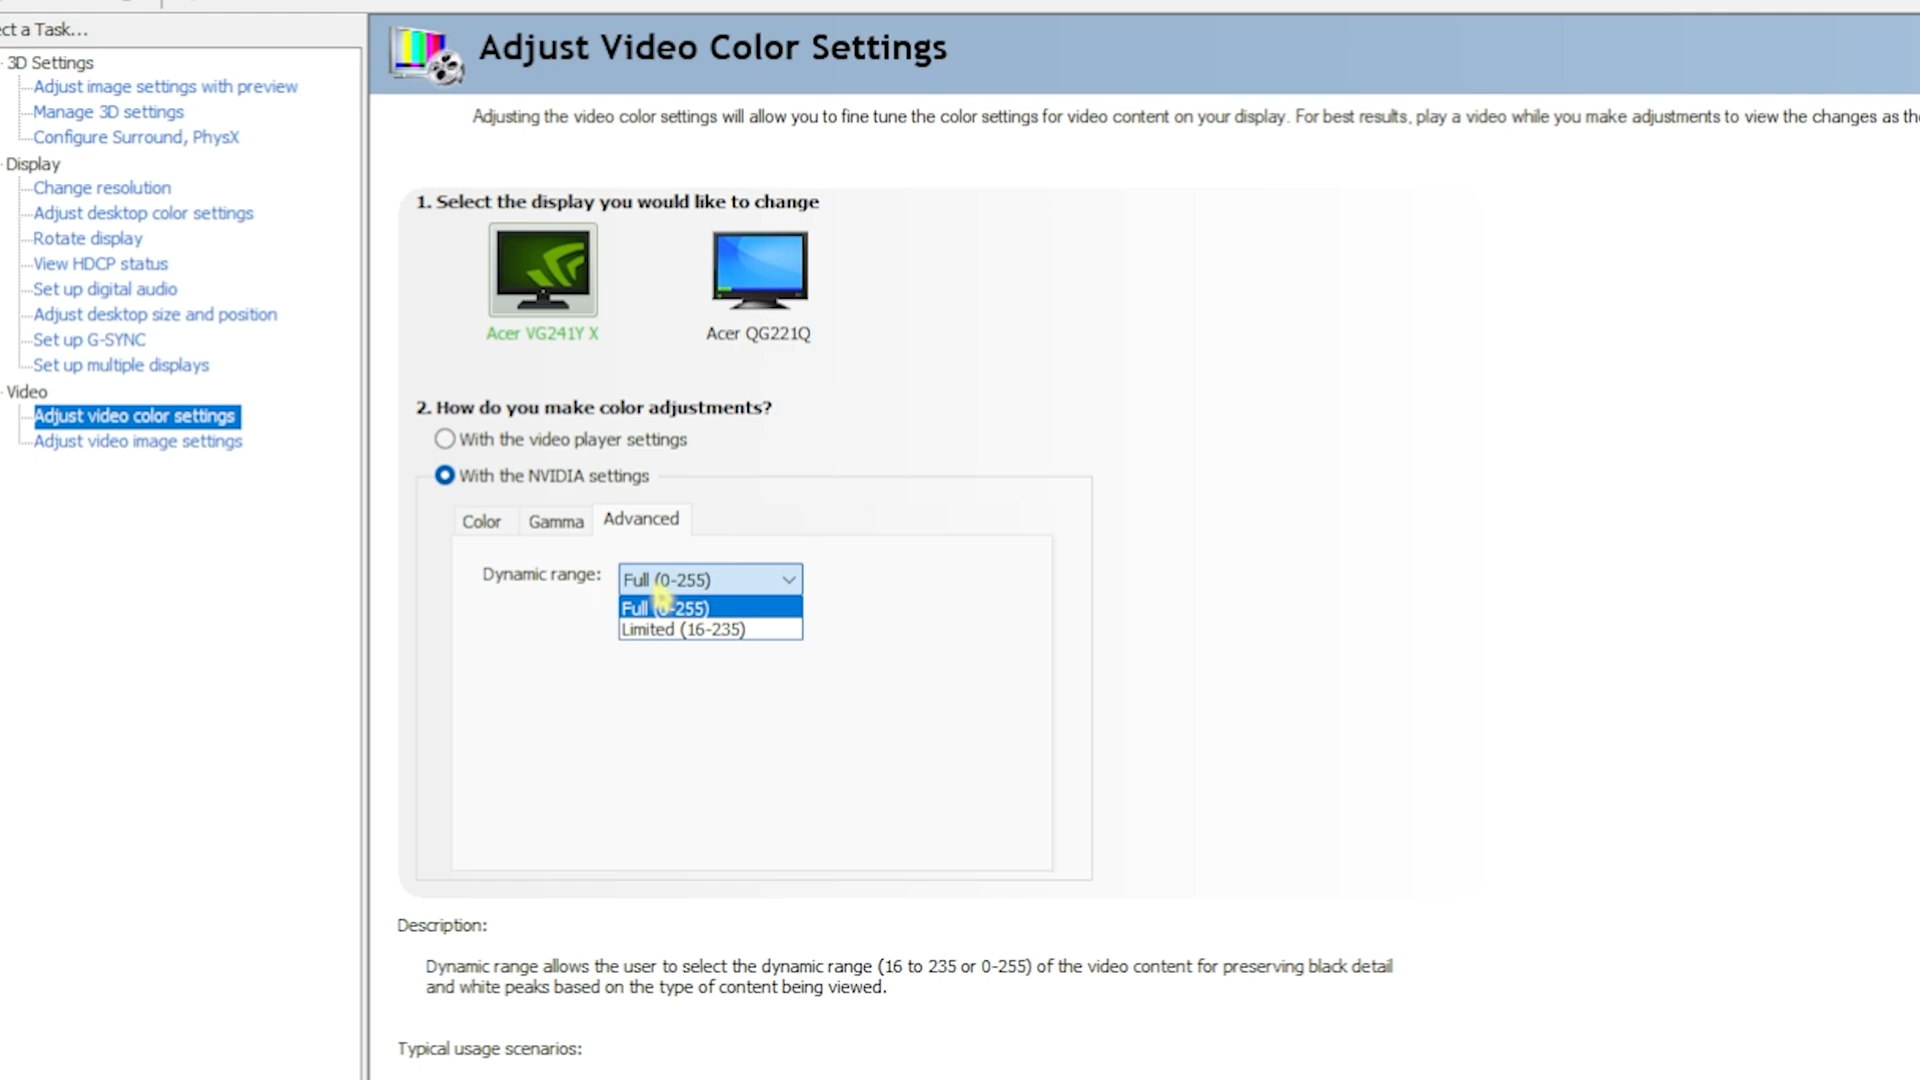 ct a Task...
3D Settings
Adjust image settings with preview
Manage 3D settings
Configure Surround, PhysX
Display
Change resolution
Adjust desktop color settings
Rotate display
View HDCP status
Set up digital audio
Adjust desktop size and position
Set up G-SYNC
Set up multiple displays
Video
Adjust video color settings
Adjust video image settings
Adjust Video Color Settings
Adjusting the video color settings will allow you to fine tune the color settings for video content on your display. For best results, play a video while you make adjustments to view the changes as the
1. Select the display you would like to change
Acer VG241Y X
Acer QG221Q
2. How do you make color adjustments?
With the video player settings
With the NVIDIA settings
Color
Gamma
Advanced
Dynamic range:
Full (0-255)
Full (0-255)
Limited (16-235)
Description:
Dynamic range allows the user to select the dynamic range (16 to 235 or 0-255) of the video content for preserving black detail
and white peaks based on the type of content being viewed.
Typical usage scenarios: